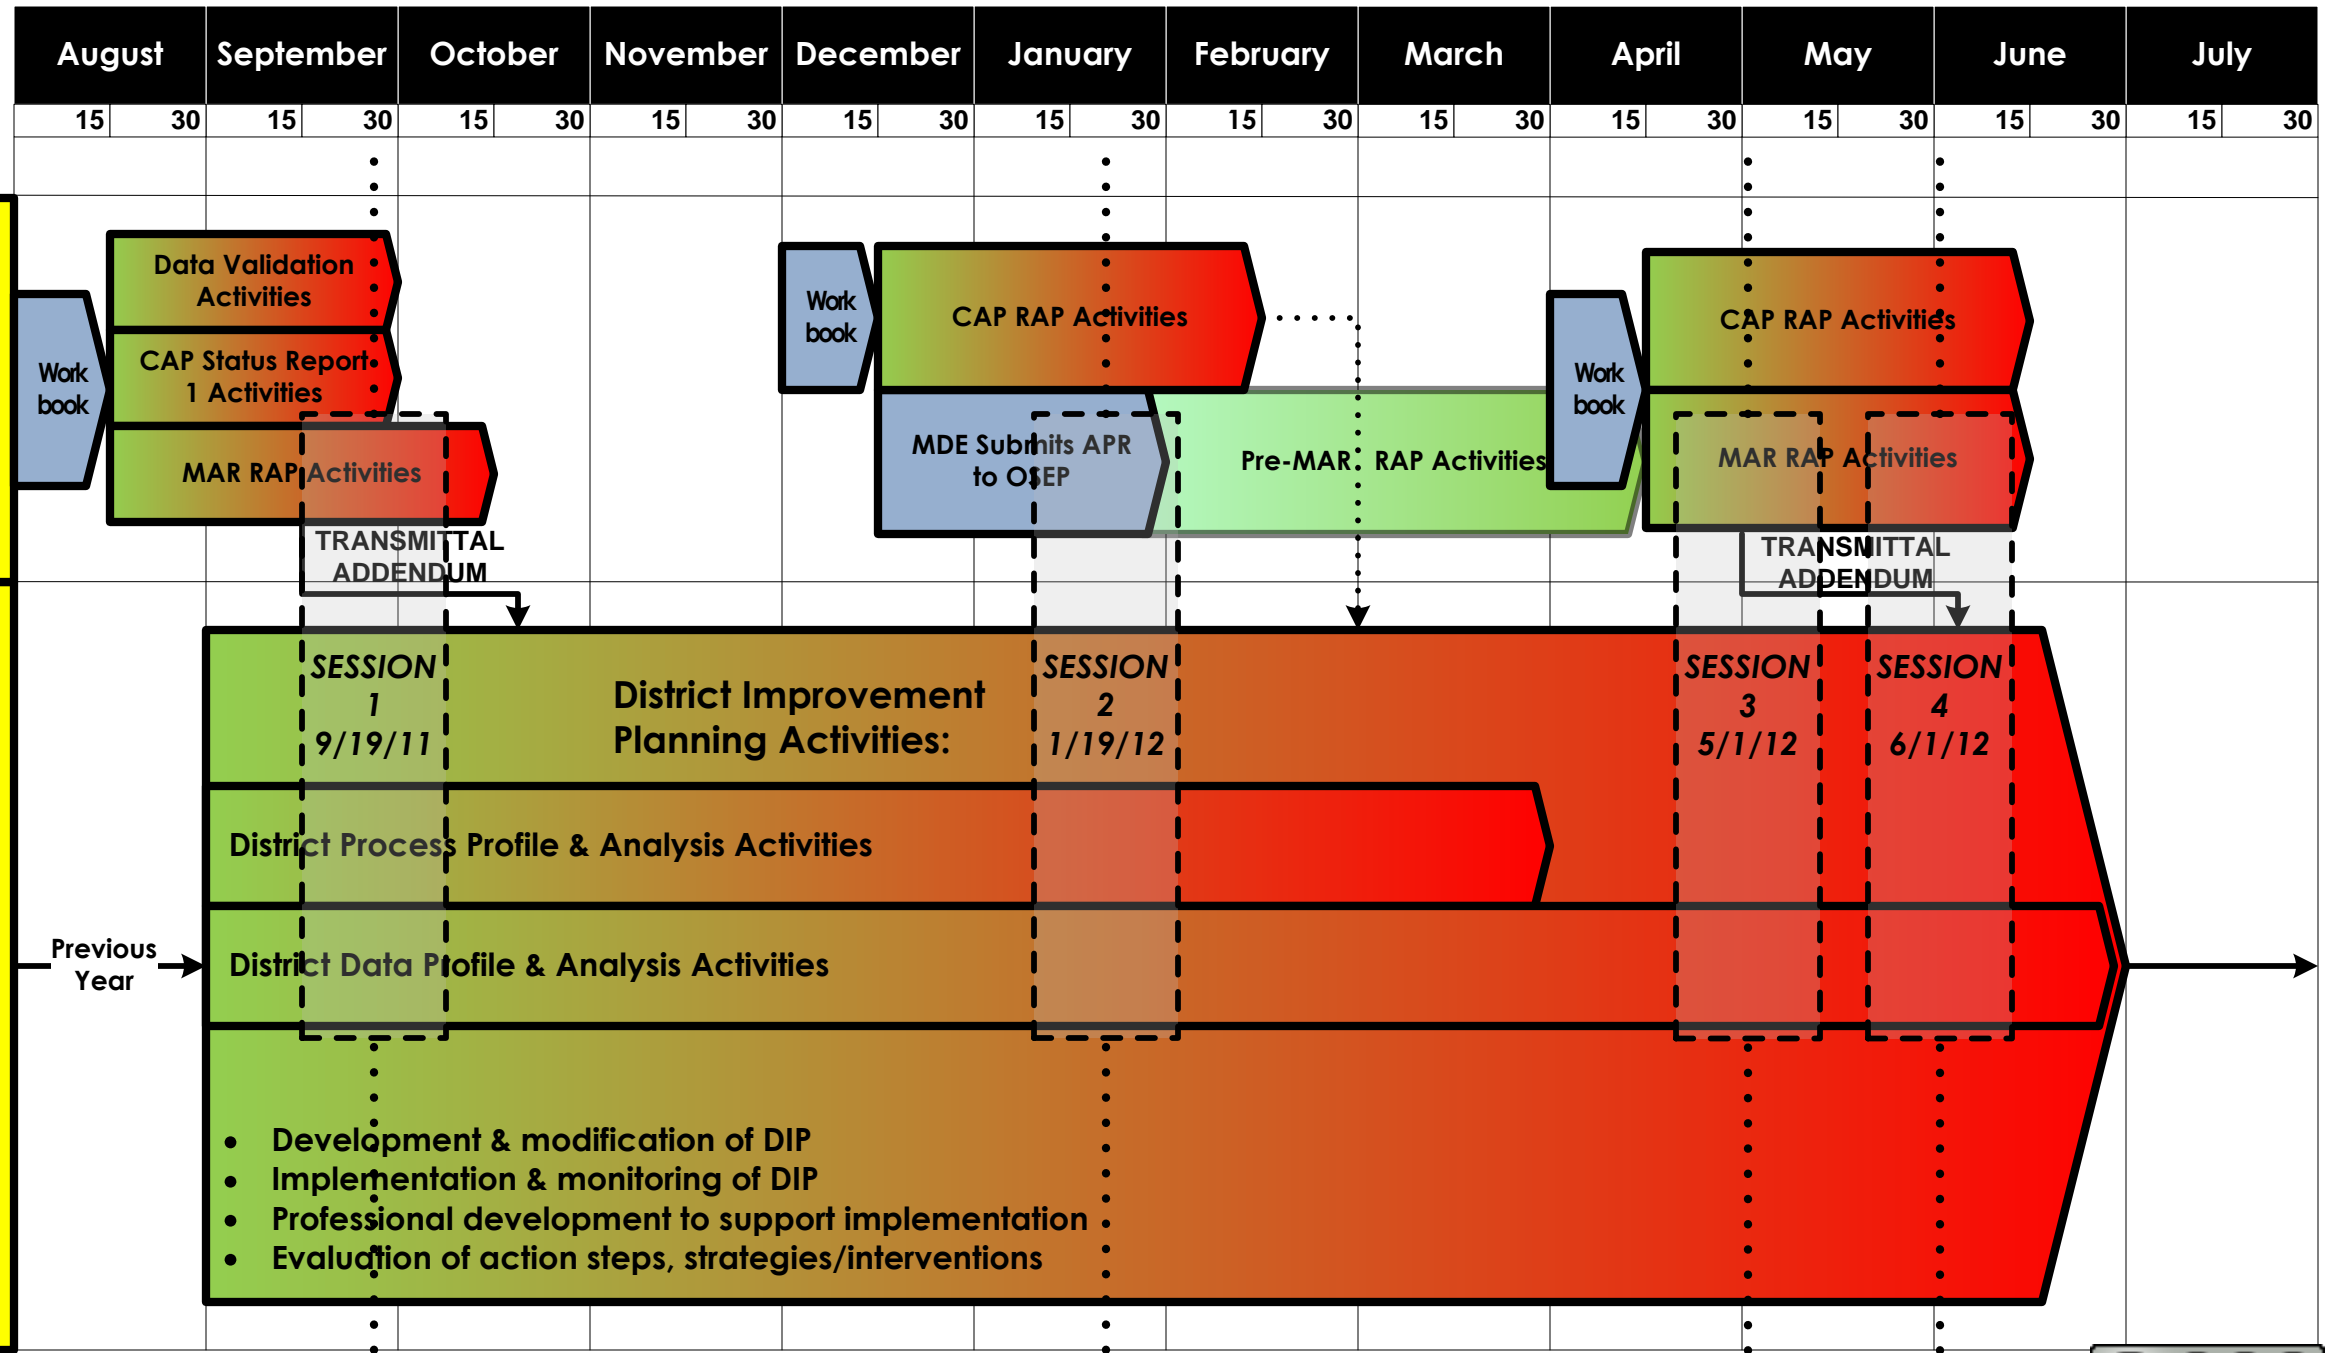 August September October November December January February March April May June July
15 30 15 30 15 30 15 30 15 30 15 30 15 30 15 30 15 30 15 30 15 30 15 30
Work
book
Data Validation
Activities
CAP Status Report
1 Activities
MAR RAP Activities
TRANSMITTAL
ADDENDUM
Work
book
CAP RAP Activities
MDE Submits APR
to OSEP
Pre-MAR RAP Activities
Work
book
CAP RAP Activities
MAR RAP Activities
TRANSMITTAL
ADDENDUM
SESSION
1
9/19/11
District Improvement
Planning Activities:
SESSION
2
1/19/12
SESSION
3
5/1/12
SESSION
4
6/1/12
District Process Profile & Analysis Activities
Previous
Year
District Data Profile & Analysis Activities
• Development & modification of DIP
• Implementation & monitoring of DIP
• Professional development to support implementation
• Evaluation of action steps, strategies/interventions